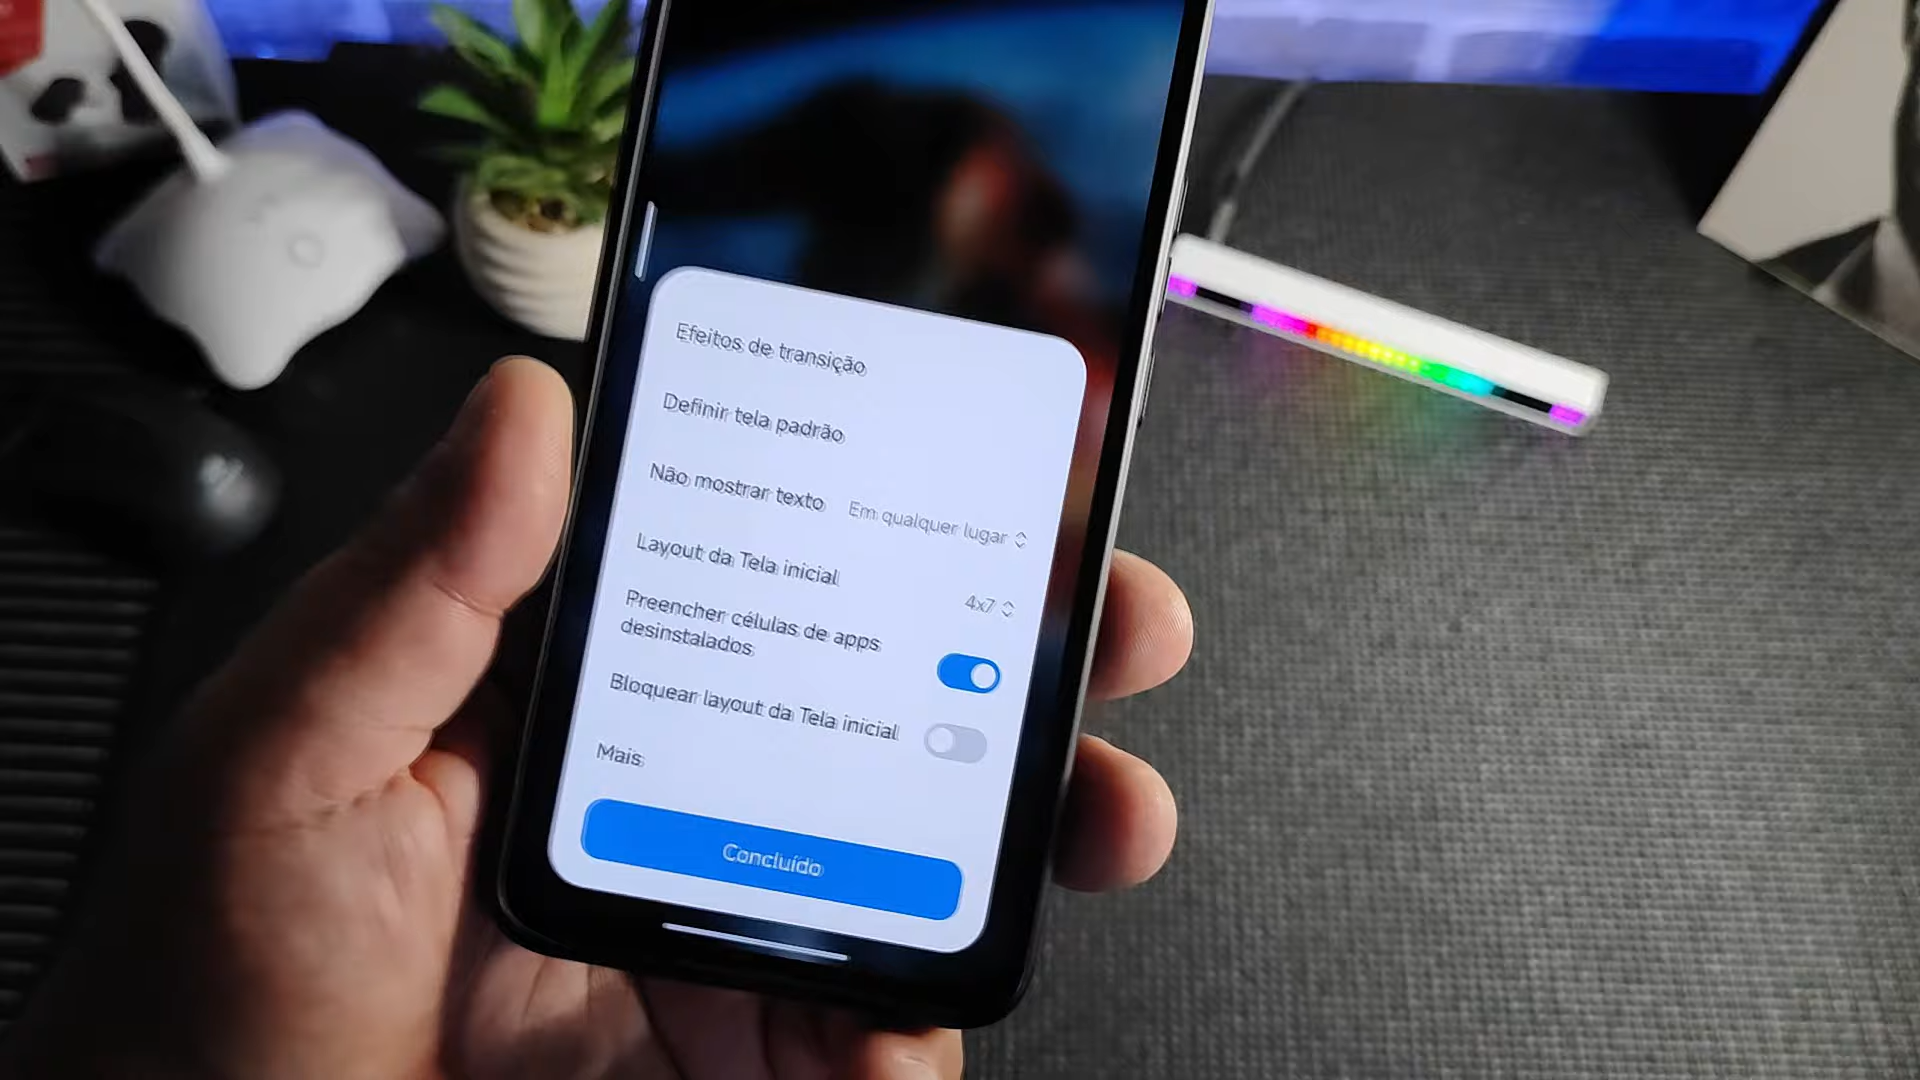 Efeitos de transição
Definir tela padrão
Não mostrar texto Em qualquer lugar
Layout da Tela inicial 4x7
Preencher células de apps
desinstalados
Bloquear layout da Tela inicial
Mais
Concluído